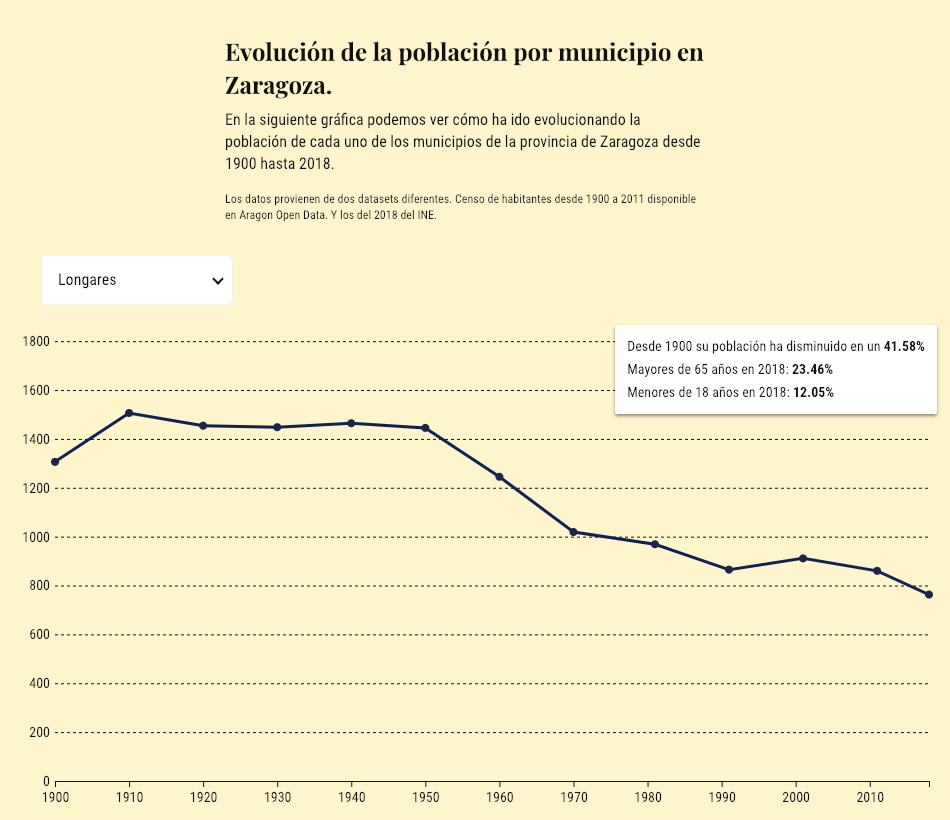 Evolución de la población por municipio en
Zaragoza.
En la siguiente gráfica podemos ver cómo ha ido evolucionando la
población de cada uno de los municipios de la provincia de Zaragoza desde
1900 hasta 2018.
Los datos provienen de dos datasets diferentes. Censo de habitantes desde 1900 a 2011 disponible
en Aragon Open Data. Y los del 2018 del INE.
Longares
Desde 1900 su población ha disminuido en un 41.58%
Mayores de 65 años en 2018: 23.46%
Menores de 18 años en 2018: 12.05%
1800
1600
1400
1200
1000
800
600
400
200
0
1900 1910 1920 1930 1940 1950 1960 1970 1980 1990 2000 2010